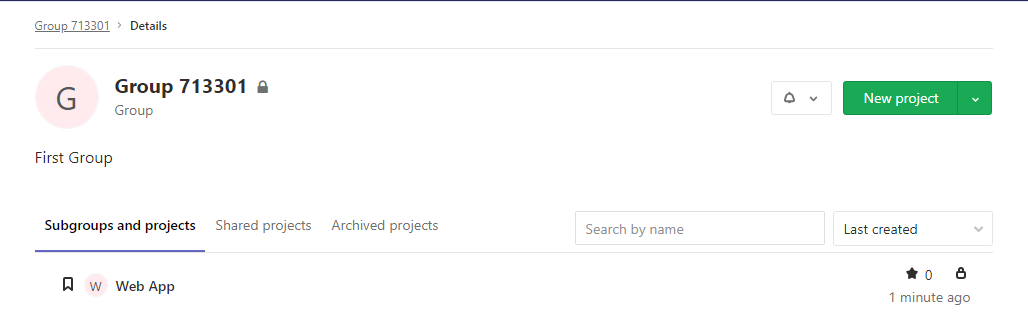 Group 713301 › Details
G
Group 713301
Group
New project
First Group
Subgroups and projects Shared projects Archived projects Search by name Last created
W Web App 0
1 minute ago